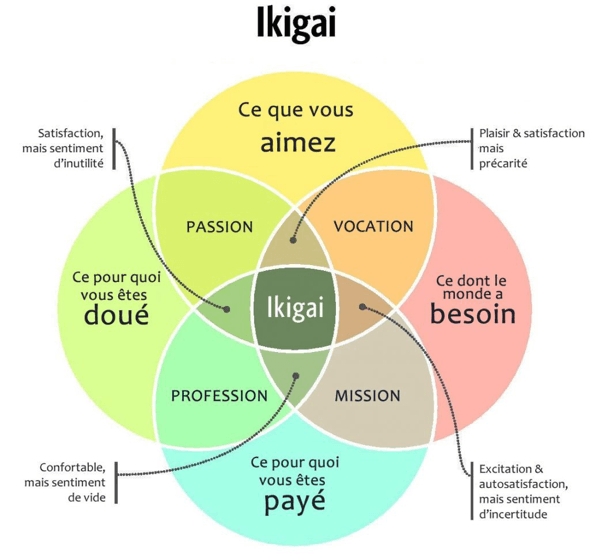 Ikigai
Ce que vous
aimez
Satisfaction,
mais sentiment
d'inutilité
Plaisir & satisfaction
mais
précarité
PASSION
VOCATION
Ce pour quoi
vous êtes
doué
Ikigai
Ce dont le
monde a
besoin
PROFESSION
MISSION
Confortable,
mais sentiment
de vide
Ce pour quoi
vous êtes
payé
Excitation &
autosatisfaction,
mais sentiment
d'incertitude